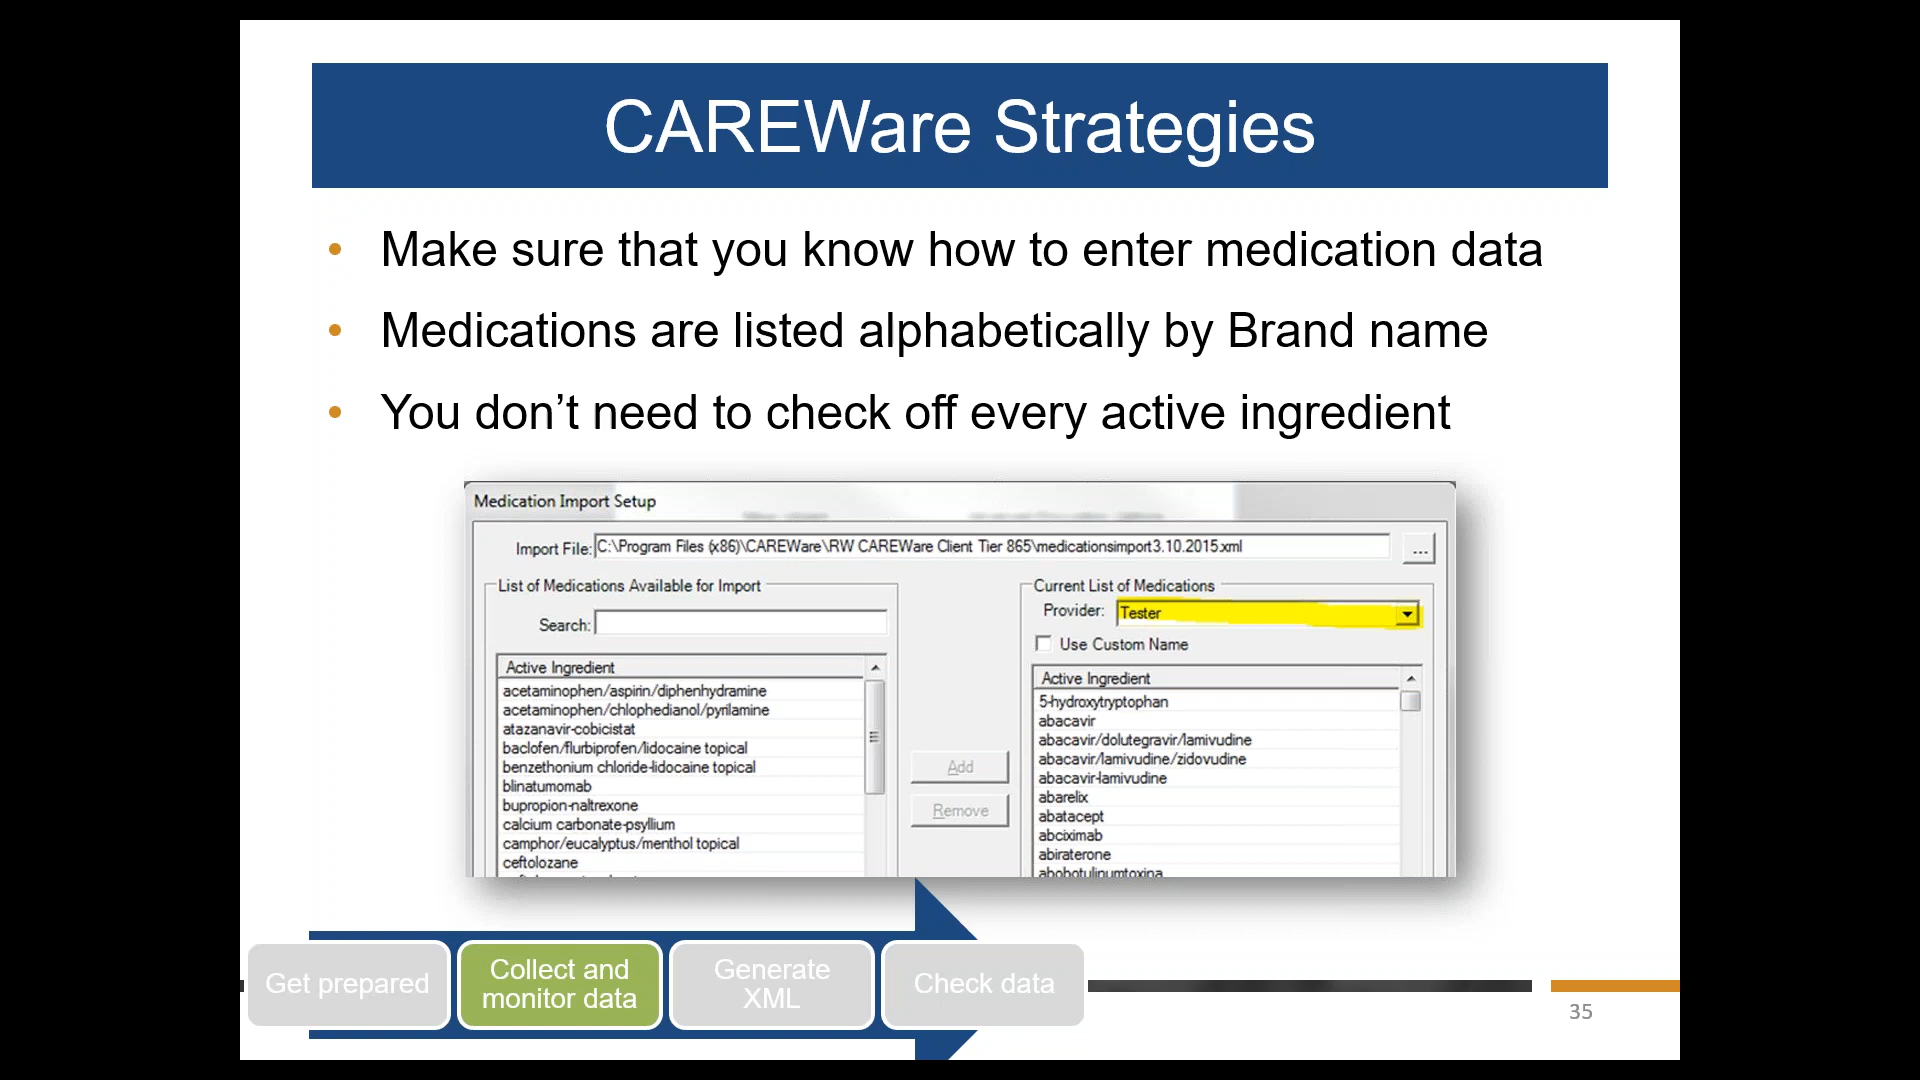 CAREWare Strategies
• Make sure that you know how to enter medication data
• Medications are listed alphabetically by Brand name
• You don’t need to check off every active ingredient
Medication Import Setup
Import File: C:\Program Files (x86)\CAREWare\RW CAREWare Client Tier 865\medicationsimport3.10.2015.xml
...
List of Medications Available for Import
Search:
Active Ingredient
acetaminophen/aspirin/diphenhydramine
acetaminophen/chlophedianol/pyrilamine
atazanavir-cobicistat
baclofen/flurbiprofen/lidocaine topical
benzethonium chloride-lidocaine topical
blinatumomab
bupropion-naltrexone
calcium carbonate-psyllium
camphor/eucalyptus/menthol topical
ceftolozane
Add
Remove
Current List of Medications
Provider: Tester
Use Custom Name
Active Ingredient
5-hydroxytryptophan
abacavir
abacavir/dolutegravir/lamivudine
abacavir/lamivudine/zidovudine
abacavir-lamivudine
abarelix
abatacept
abciximab
abiraterone
abobotulinumtoxina
Get prepared
Collect and
monitor data
Generate
XML
Check data
35